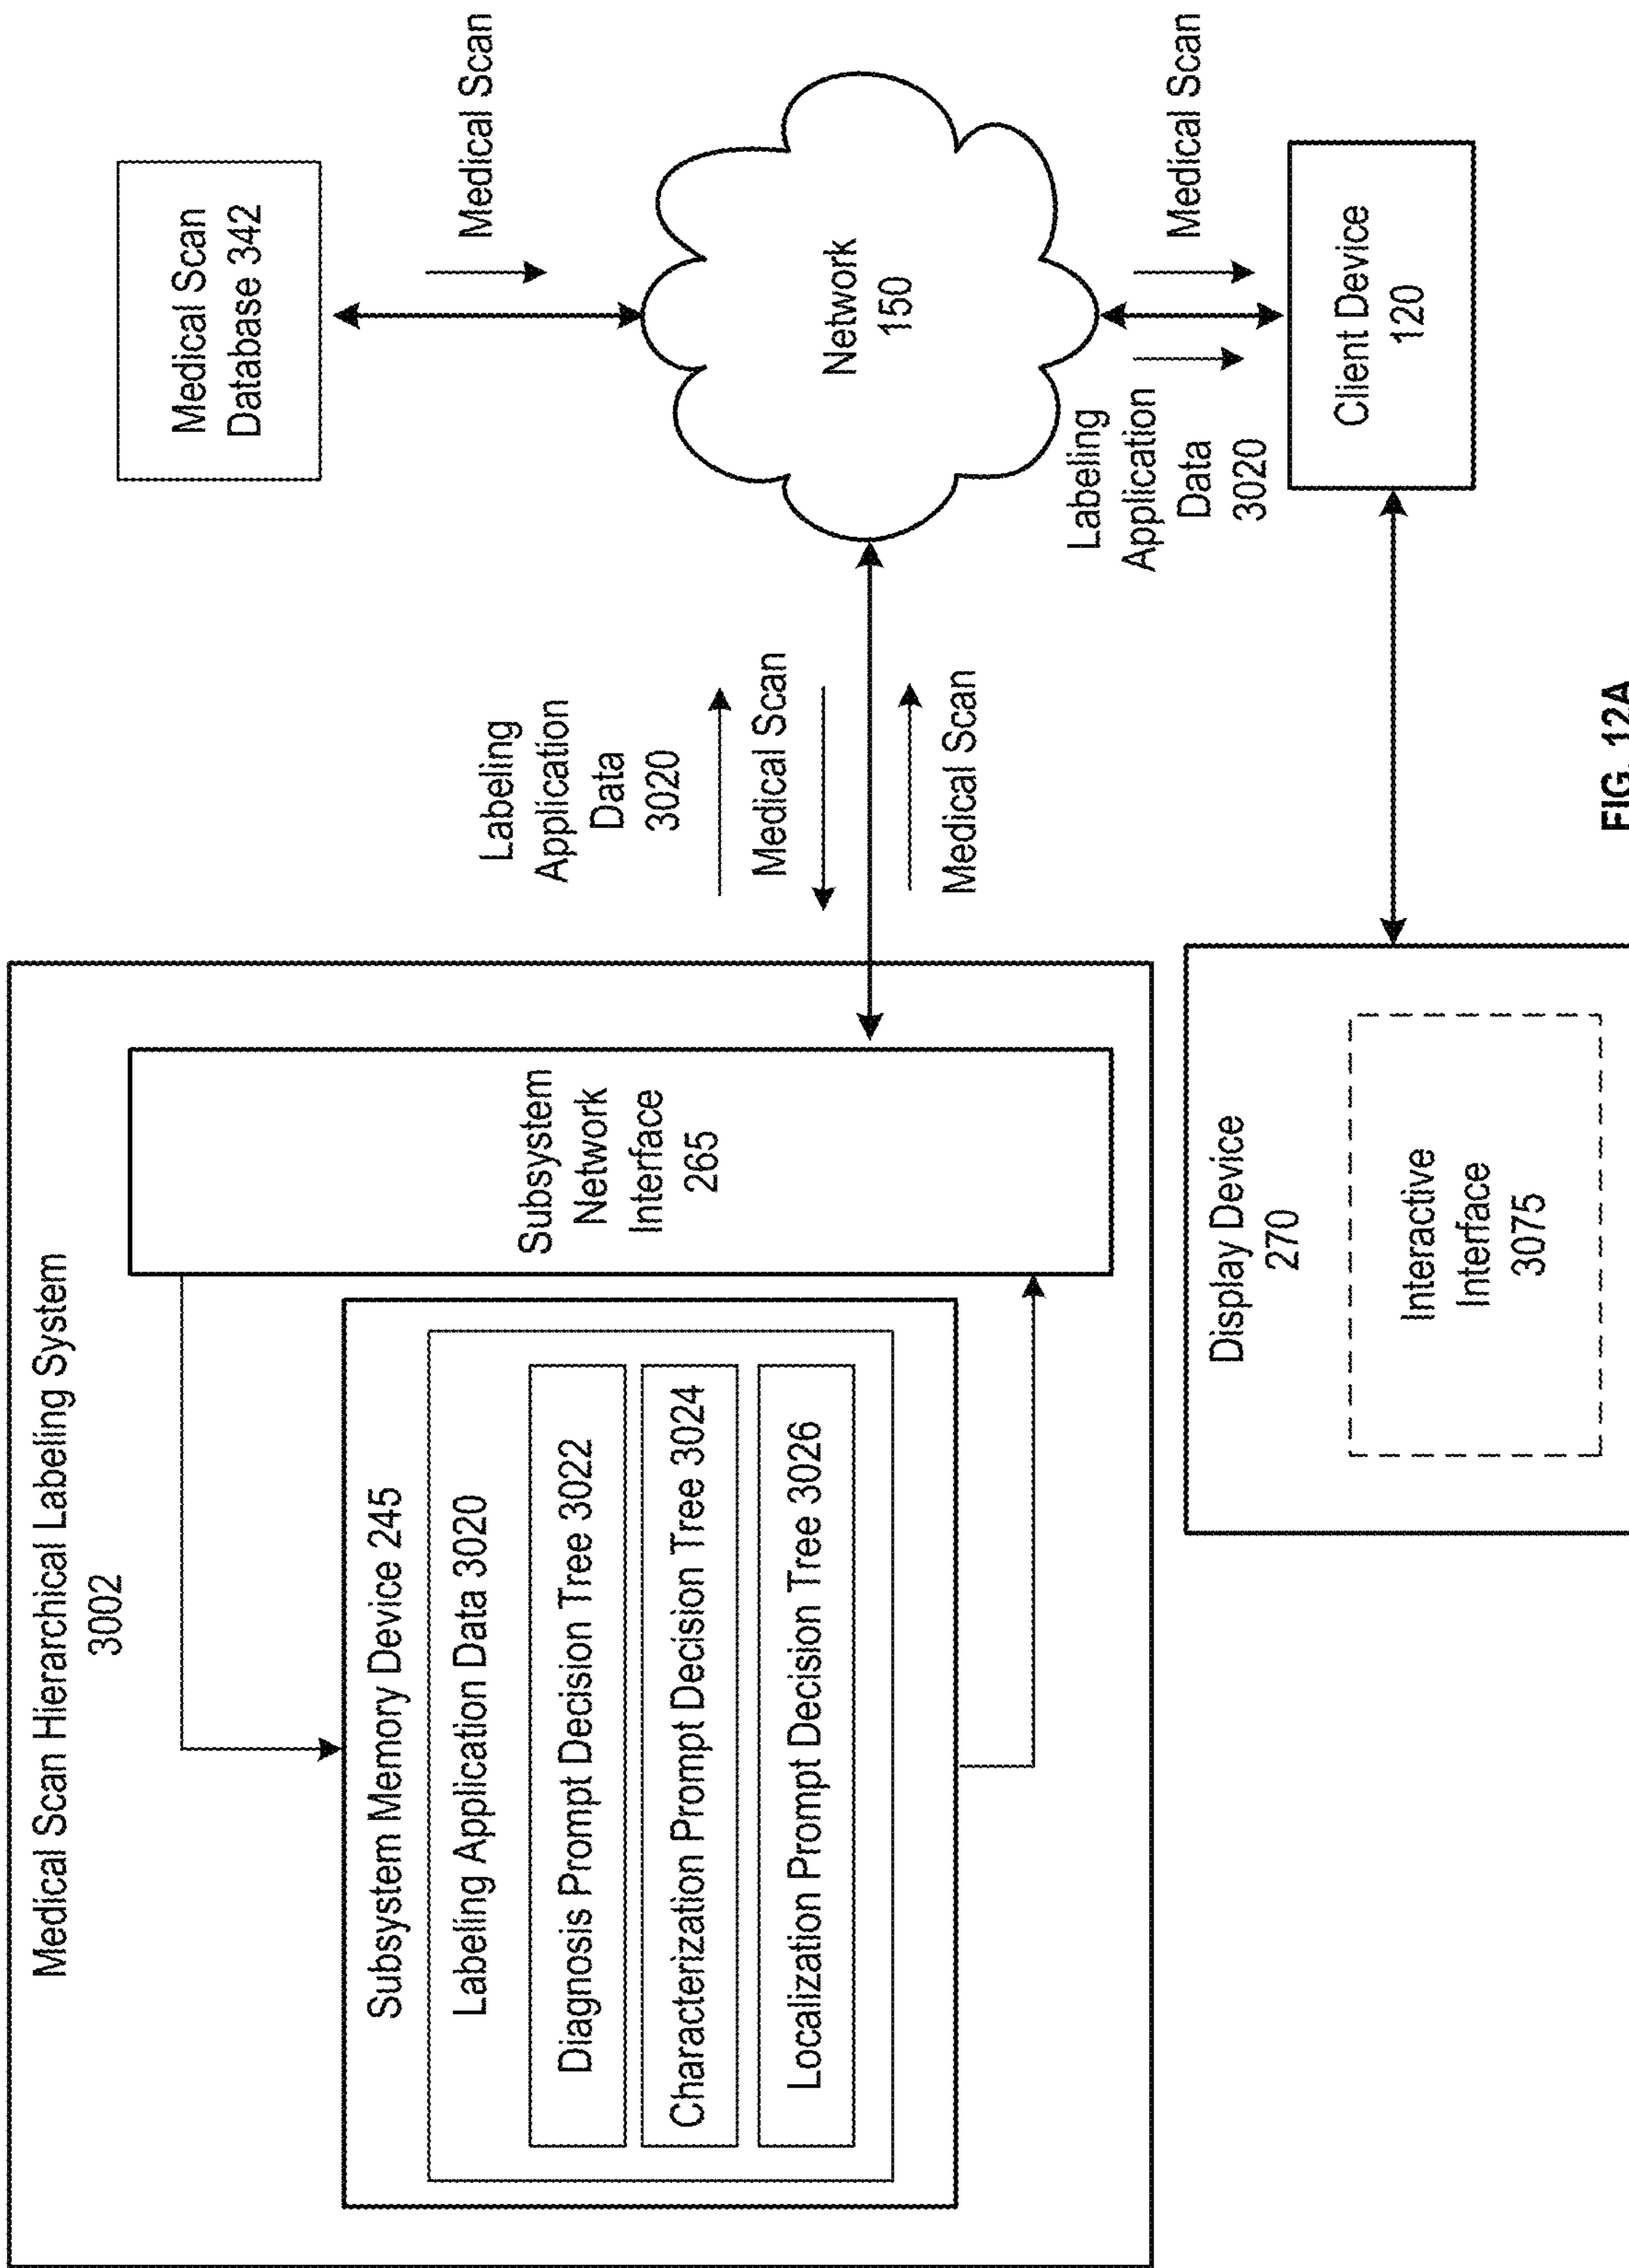 Medical Scan Hierarchical Labeling System
3002
Subsystem Memory Device 245
Labeling Application Data 3020
Diagnosis Prompt Decision Tree 3022
Characterization Prompt Decision Tree 3024
Localization Prompt Decision Tree 3026
Subsystem
Network
Interface
265
Labeling
Application
Data
3020
Medical Scan
Medical Scan
Medical Scan
Database 342
Medical Scan
Network
150
Labeling
Application
Data
3020
Medical Scan
Client Device
120
Display Device
270
Interactive
Interface
3075
FIG. 12A